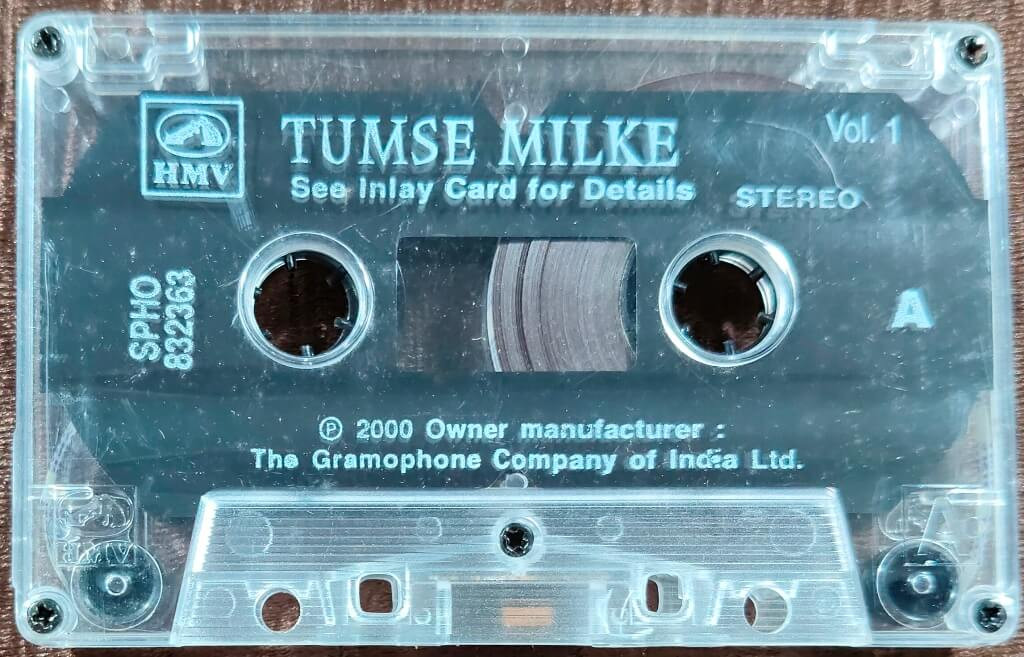 HMV
TUMSE MILKE
Vol. 1
See Inlay Card for Details
STEREO
SPHO
832363
A
℗ 2000 Owner manufacturer :
The Gramophone Company of India Ltd.
A